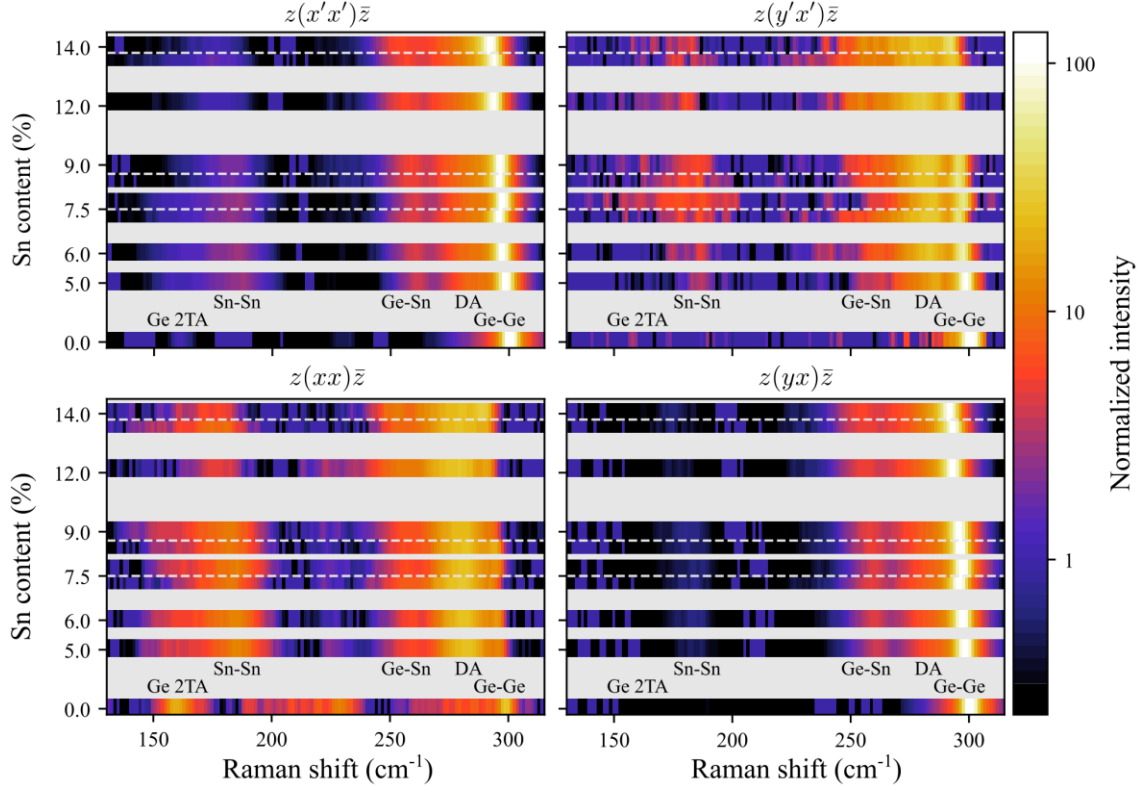 z(x'x')z̄
z(y'x')z̄
Sn content (%)
14.0
12.0
9.0
7.5
6.0
5.0
0.0
Sn-Sn
Ge-Sn
DA
Ge 2TA
Ge-Ge
Sn-Sn
Ge-Sn
DA
Ge 2TA
Ge-Ge
z(xx)z̄
z(yx)z̄
Sn content (%)
14.0
12.0
9.0
7.5
6.0
5.0
0.0
Sn-Sn
Ge-Sn
DA
Ge 2TA
Ge-Ge
Sn-Sn
Ge-Sn
DA
Ge 2TA
Ge-Ge
150
200
250
300
150
200
250
300
Raman shift (cm⁻¹)
Raman shift (cm⁻¹)
100
10
1
Normalized intensity